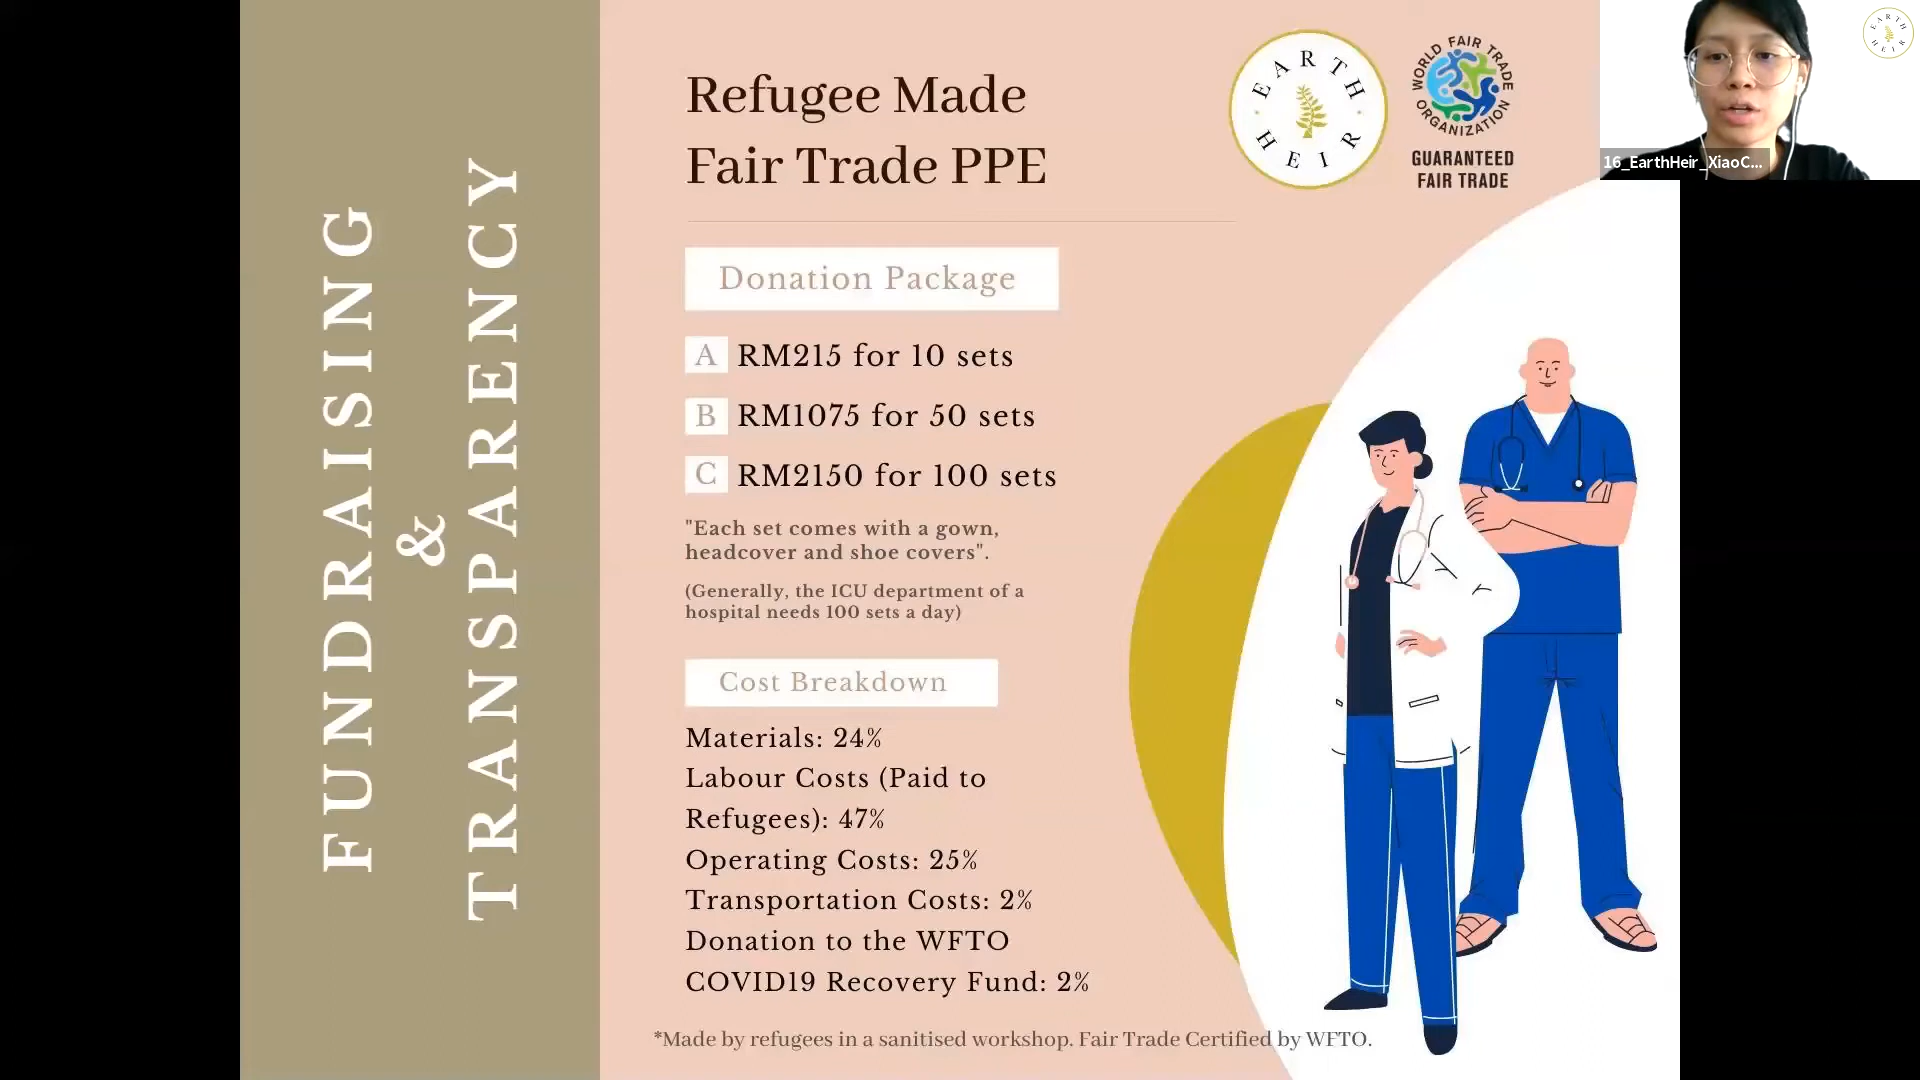 FUNDRAISING
&
TRANSPARENCY
Refugee Made
Fair Trade PPE
EARTH
HEIR
WORLD FAIR TRADE
ORGANIZATION
GUARANTEED
FAIR TRADE
Donation Package
A RM215 for 10 sets
B RM1075 for 50 sets
C RM2150 for 100 sets
"Each set comes with a gown,
headcover and shoe covers".
(Generally, the ICU department of a
hospital needs 100 sets a day)
Cost Breakdown
Materials: 24%
Labour Costs (Paid to
Refugees): 47%
Operating Costs: 25%
Transportation Costs: 2%
Donation to the WFTO
COVID19 Recovery Fund: 2%
*Made by refugees in a sanitised workshop. Fair Trade Certified by WFTO.
16_EarthHeir_XiaoC...
EARTH
HEIR